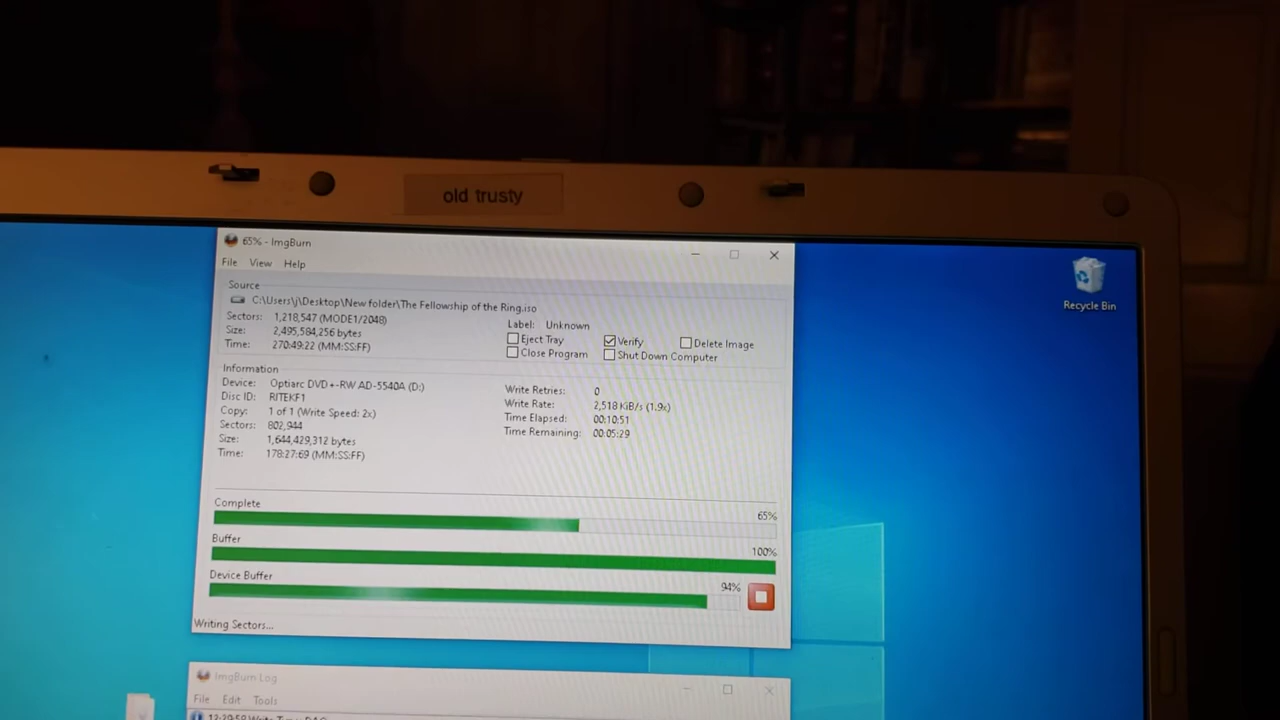 old trusty
65% - ImgBurn
File View Help
Recycle Bin
Source
C:\Users\j\Desktop\New folder\The Fellowship of the Ring.iso
Sectors: 1,218,547 (MODE1/2048)
Size: 2,495,584,256 bytes
Time: 270:49:22 (MM:SS:FF)
Label: Unknown
Eject Tray Verify Delete Image
Close Program Shut Down Computer
Information
Device: Optiarc DVD+-RW AD-5540A (D:)
Disc ID: RITEKF1
Copy: 1 of 1 (Write Speed: 2x)
Sectors: 802,944
Size: 1,644,429,312 bytes
Time: 178:27:69 (MM:SS:FF)
Write Retries: 0
Write Rate: 2,518 KiB/s (1.9x)
Time Elapsed: 00:10:51
Time Remaining: 00:05:29
Complete
65%
Buffer
100%
Device Buffer
94%
Writing Sectors...
ImgBurn Log
File Edit Tools